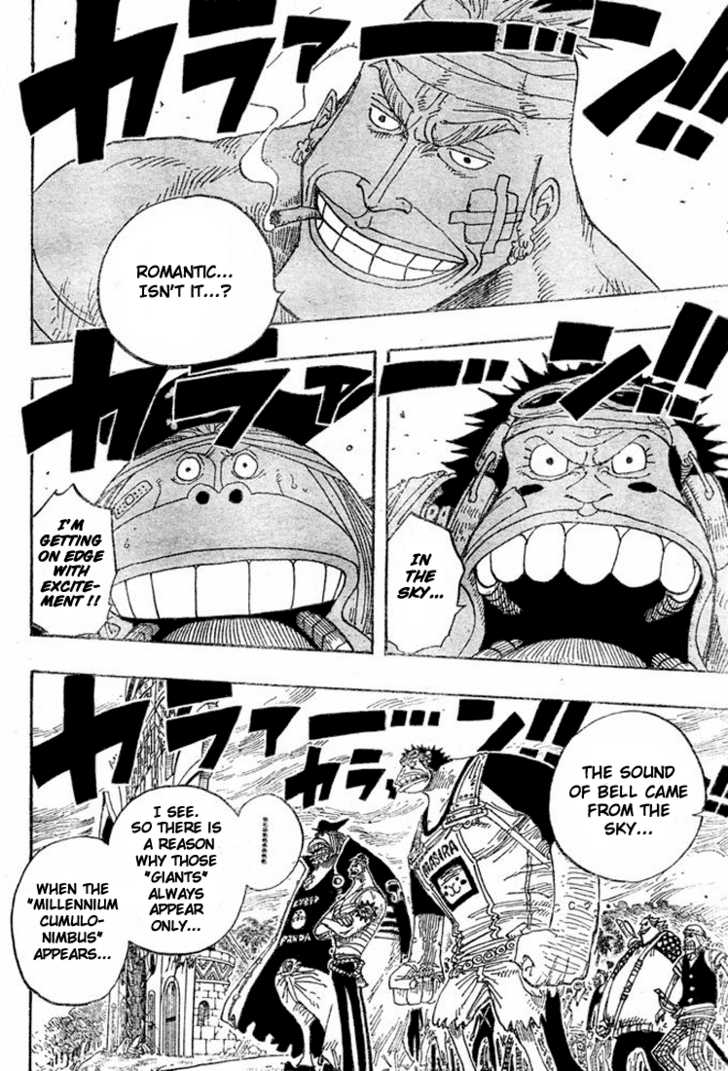 カラァーーン!!
ROMANTIC...
ISN'T IT...?
カラァーーン!!
IN
THE
SKY...
I'M
GETTING
ON EDGE
WITH
EXCITE-
MENT !!
カラァーーン!!
カラァーン!!
THE SOUND
OF BELL CAME
FROM THE
SKY...
MASIRA
I SEE.
SO THERE IS
A REASON
WHY THOSE
"GIANTS"
ALWAYS
APPEAR
ONLY...
PANDA
WHEN THE
"MILLENNIUM
CUMULO-
NIMBUS"
APPEARS...